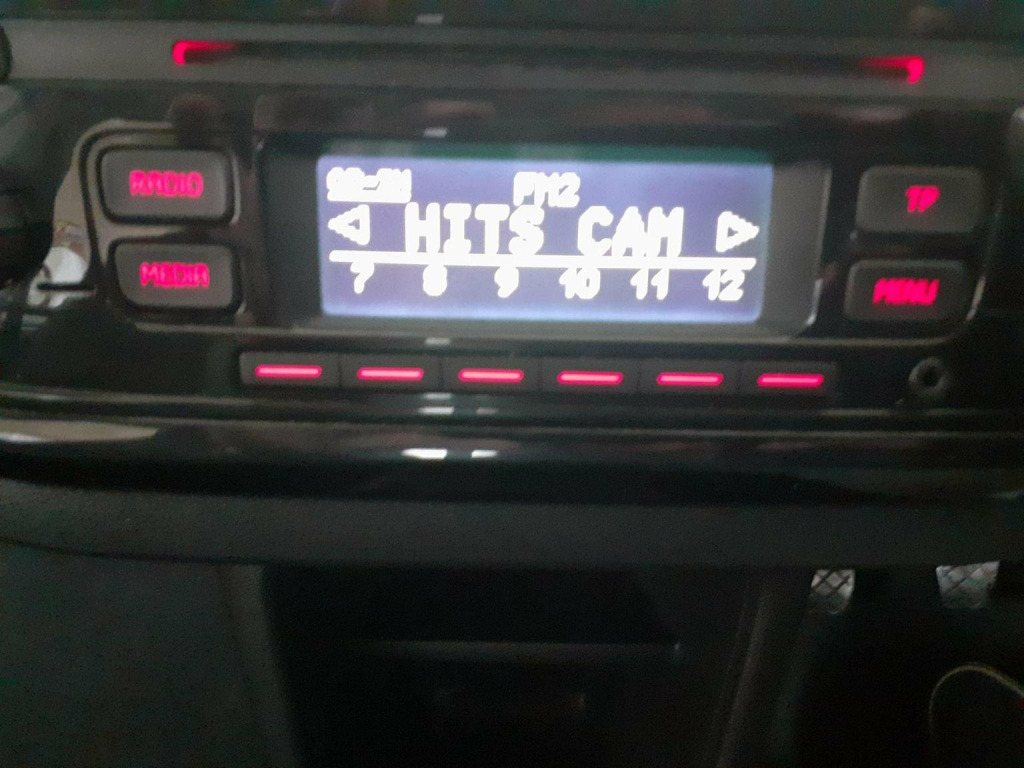 RADIO
FM2
TP
HITS CAM
MEDIA
7 8 9 10 11 12
MENU